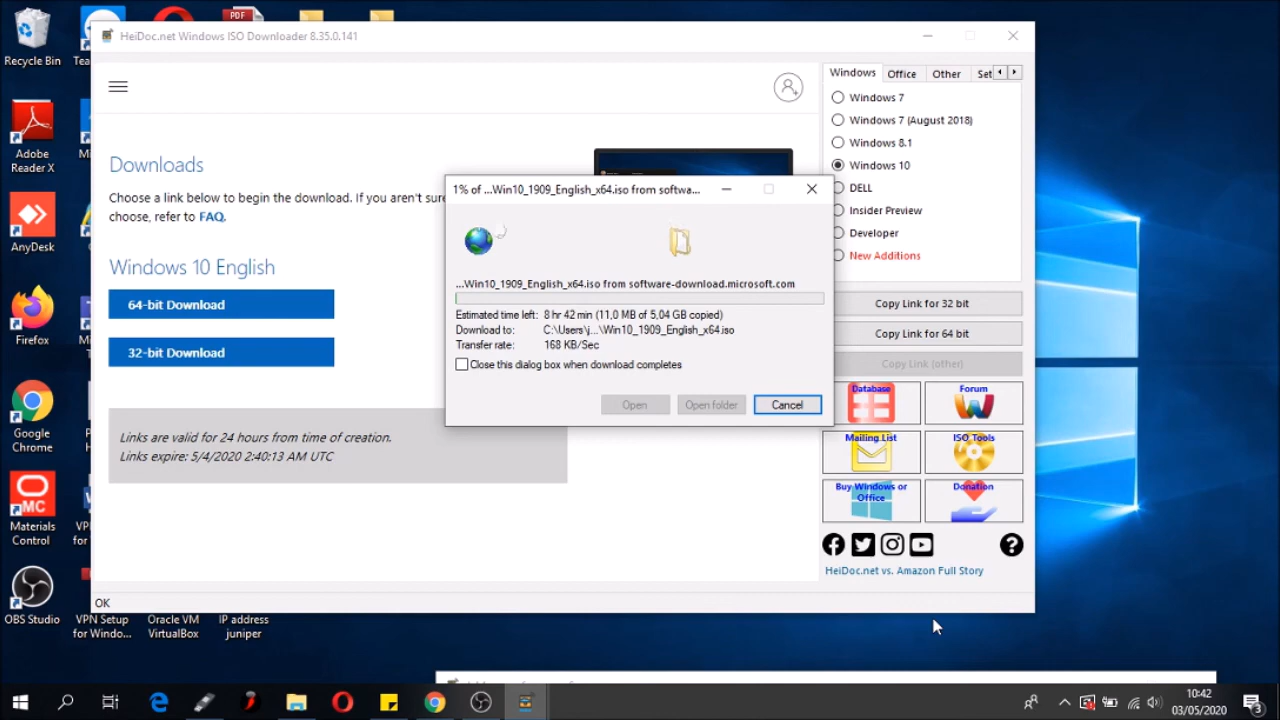 HeiDoc.net Windows ISO Downloader 8.35.0.141
Downloads
Choose a link below to begin the download. If you aren't sure
choose, refer to FAQ.
Windows 10 English
64-bit Download
32-bit Download
Links are valid for 24 hours from time of creation.
Links expire: 5/4/2020 2:40:13 AM UTC
OK
1% of ...Win10_1909_English_x64.iso from softwa...
...Win10_1909_English_x64.iso from software-download.microsoft.com
Estimated time left: 8 hr 42 min (11,0 MB of 5,04 GB copied)
Download to: C:\Users\j...\Win10_1909_English_x64.iso
Transfer rate: 168 KB/Sec
Close this dialog box when download completes
Open Open folder Cancel
Windows Office Other Set
Windows 7
Windows 7 (August 2018)
Windows 8.1
Windows 10
DELL
Insider Preview
Developer
New Additions
Copy Link for 32 bit
Copy Link for 64 bit
Copy Link (other)
Database Forum
Mailing List ISO Tools
Buy Windows or Donation
Office
HeiDoc.net vs. Amazon Full Story
PDF
Recycle Bin
Adobe
Reader X
AnyDesk
Firefox
Google
Chrome
Materials
Control
OBS Studio
VPN Setup
for Windo...
Oracle VM
VirtualBox
IP address
juniper
10:42
03/05/2020
3